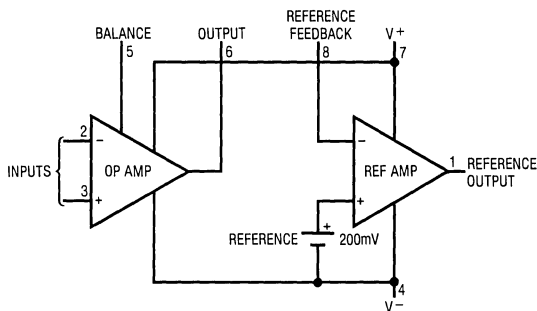 BALANCE
5
OUTPUT
6
REFERENCE
FEEDBACK
8
V+
7
INPUTS
2
3
−
+
OP AMP
−
+
REF AMP
1
REFERENCE
OUTPUT
REFERENCE
+
200mV
4
V−